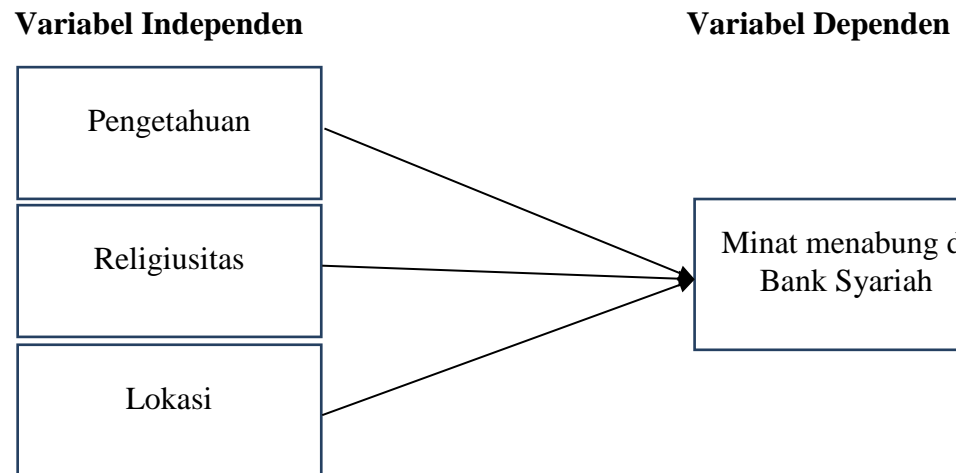 Variabel Independen
Variabel Dependen
Pengetahuan
Religiusitas
Minat menabung
Bank Syariah
Lokasi